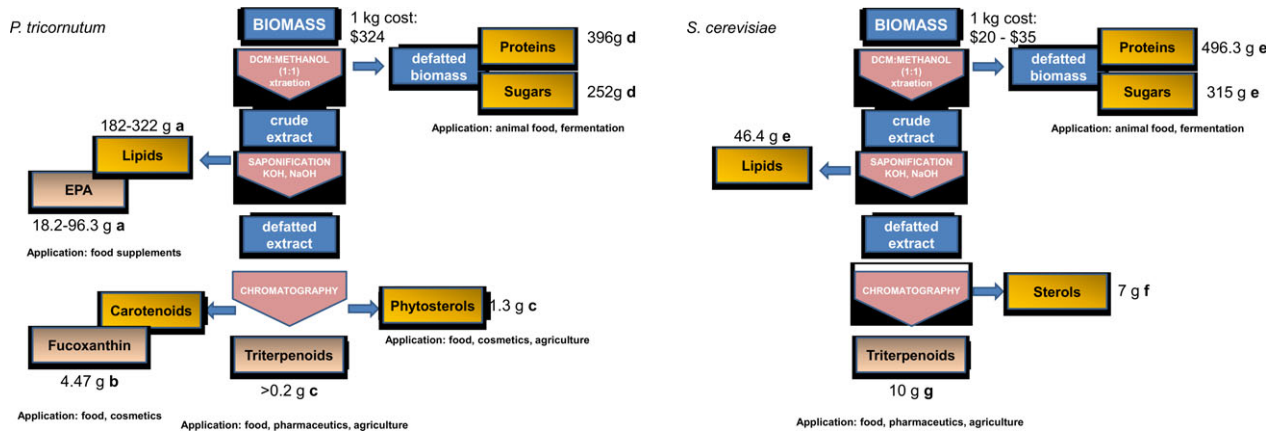 P. tricornutum
BIOMASS
1 kg cost:
$324
DCM:METHANOL
(1:1)
xtraetion
defatted
biomass
Proteins
396g d
Sugars
252g d
Application: animal food, fermentation
crude
extract
182-322 g a
Lipids
SAPONIFICATION
KOH, NaOH
EPA
18.2-96.3 g a
Application: food supplements
defatted
extract
CHROMATOGRAPHY
Carotenoids
Fucoxanthin
4.47 g b
Application: food, cosmetics
Phytosterols
1.3 g c
Application: food, cosmetics, agriculture
Triterpenoids
>0.2 g c
Application: food, pharmaceutics, agriculture
S. cerevisiae
BIOMASS
1 kg cost:
$20 - $35
DCM:METHANOL
(1:1)
xtraetion
defatted
biomass
Proteins
496.3 g e
Sugars
315 g e
Application: animal food, fermentation
crude
extract
46.4 g e
Lipids
SAPONIFICATION
KOH, NaOH
defatted
extract
CHROMATOGRAPHY
Sterols
7 g f
Triterpenoids
10 g g
Application: food, pharmaceutics, agriculture